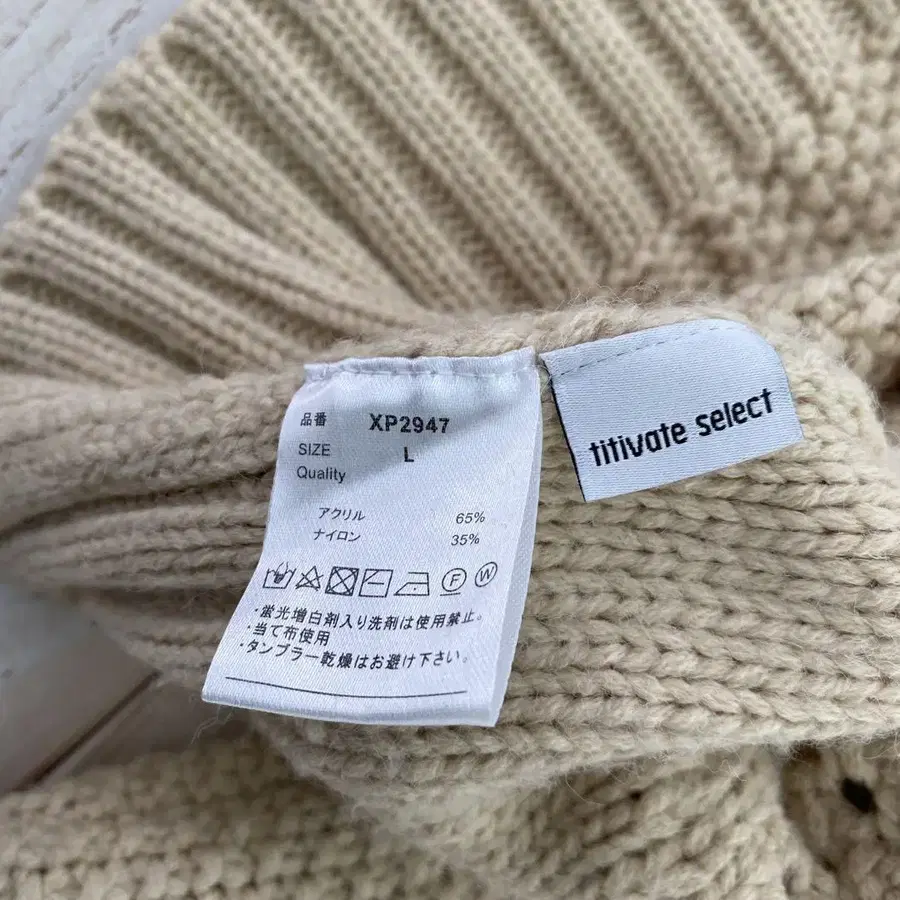 品番 XP2947
SIZE L
Quality
アクリル 65%
ナイロン 35%
F W
・蛍光増白剤入り洗剤は使用禁止。
・当て布使用
・タンブラー乾燥はお避け下さい。
titivate select